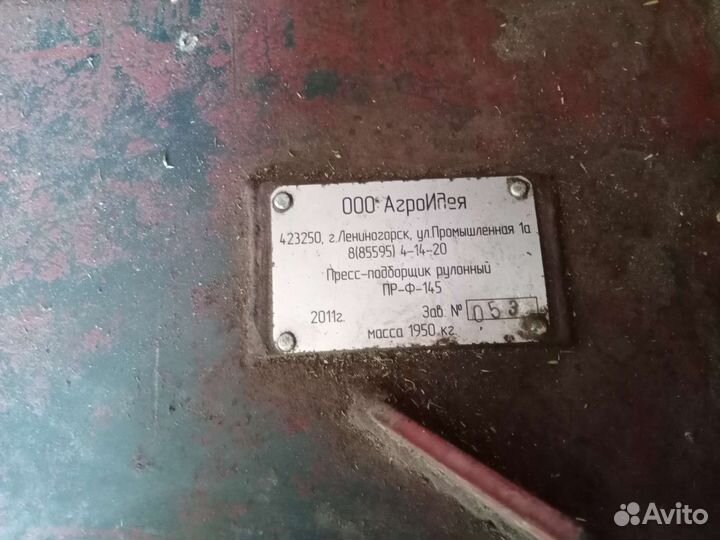 ООО АгроИдея
423250, г.Лениногорск, ул.Промышленная 1а
8(85595) 4-14-20
Пресс-подборщик рулонный
ПР-Ф-145
2011г. Зав. № 053
масса 1950 кг.
Avito